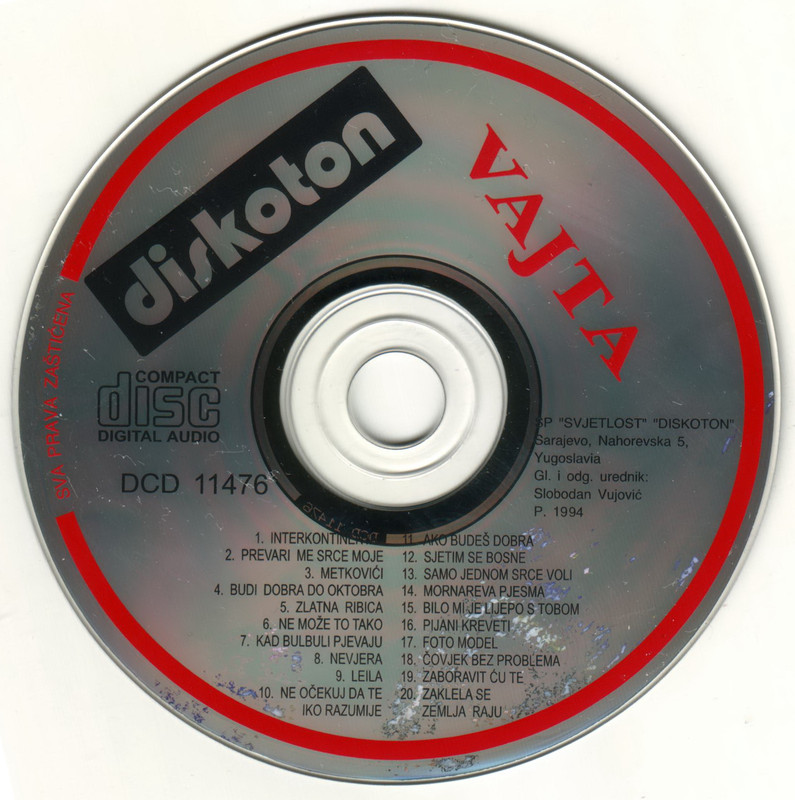 diskoton
VAJTA
SVA PRAVA ZAŠTIĆENA
COMPACT
disc
DIGITAL AUDIO
DCD 11476
SP "SVJETLOST" "DISKOTON"
Sarajevo, Nahorevska 5,
Yugoslavia
Gl. i odg. urednik:
Slobodan Vujović
P. 1994
DCD 11476
1. INTERKONTINENTAL
2. PREVARI ME SRCE MOJE
3. METKOVIĆI
4. BUDI DOBRA DO OKTOBRA
5. ZLATNA RIBICA
6. NE MOŽE TO TAKO
7. KAD BULBULI PJEVAJU
8. NEVJERA
9. LEILA
10. NE OČEKUJ DA TE
IKO RAZUMIJE
11. AKO BUDEŠ DOBRA
12. SJETIM SE BOSNE
13. SAMO JEDNOM SRCE VOLI
14. MORNAREVA PJESMA
15. BILO MI JE LIJEPO S TOBOM
16. PIJANI KREVETI
17. FOTO MODEL
18. ČOVJEK BEZ PROBLEMA
19. ZABORAVIT ĆU TE
20. ZAKLELA SE
ZEMLJA RAJU